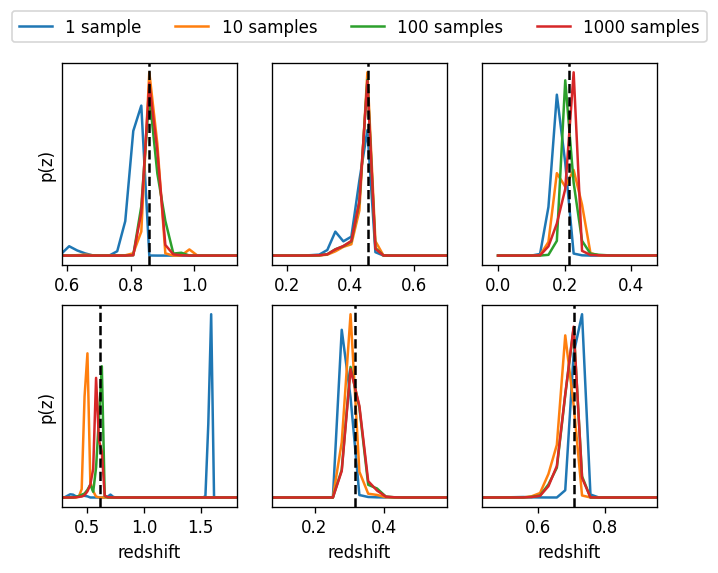 1 sample 10 samples 100 samples 1000 samples
p(z)
0.6 0.8 1.0 0.2 0.4 0.6 0.0 0.2 0.4
p(z)
0.5 1.0 1.5 0.2 0.4 0.6 0.8
redshift redshift redshift